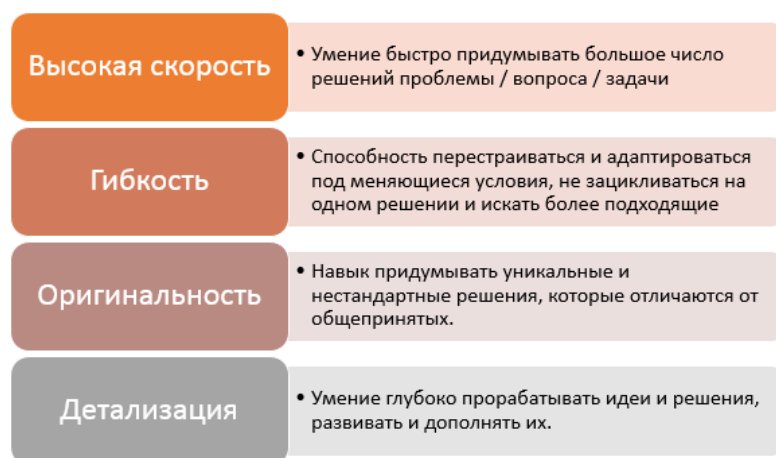 Высокая скорость
• Умение быстро придумывать большое число
решений проблемы / вопроса / задачи
Гибкость
• Способность перестраиваться и адаптироваться
под меняющиеся условия, не зацикливаться на
одном решении и искать более подходящие
Оригинальность
• Навык придумывать уникальные и
нестандартные решения, которые отличаются от
общепринятых.
Детализация
• Умение глубоко прорабатывать идеи и решения,
развивать и дополнять их.